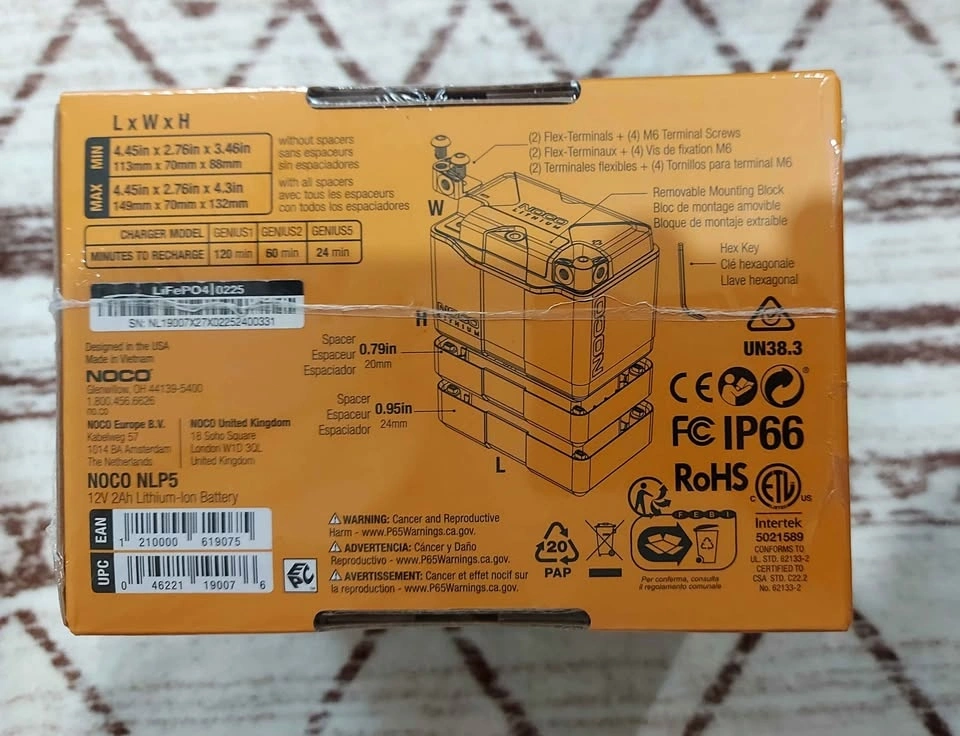 L x W x H
MIN
4.45in x 2.76in x 3.46in
113mm x 70mm x 88mm
without spacers
sans espaceurs
sin espaciadores
MAX
4.45in x 2.76in x 4.3in
149mm x 70mm x 132mm
with all spacers
avec tous les espaceurs
con todos los espaciadores
CHARGER MODEL GENIUS1 GENIUS2 GENIUS5
MINUTES TO RECHARGE 120 min 60 min 24 min
LiFePO4|0225
SN: NL19007X27X02252400331
Designed in the USA
Made in Vietnam
NOCO
Glenwillow, OH 44139-5400
1.800.456.6626
no.co
NOCO Europe B.V.
Kabelweg 57
1014 BA Amsterdam
The Netherlands
NOCO United Kingdom
18 Soho Square
London W1D 3QL
United Kingdom
NOCO NLP5
12V 2Ah Lithium-Ion Battery
EAN
1 210000 619075
UPC
0 46221 19007 6
EPC
(2) Flex-Terminals + (4) M6 Terminal Screws
(2) Flex-Terminaux + (4) Vis de fixation M6
(2) Terminales flexibles + (4) Tornillos para terminal M6
Removable Mounting Block
Bloc de montaje amovible
Bloque de montaje extraíble
Hex Key
Clé hexagonale
Llave hexagonal
W
H
L
NOCO
LITHIUM
NOCO
LITHIUM
NOCO
Spacer
Espaceur
Espaciador
0.79in
20mm
Spacer
Espaceur
Espaciador
0.95in
24mm
UN38.3
CE
FC IP66
RoHS
C ETL US
Intertek
5021589
CONFORMS TO
UL. STD. 62133-2
CERTIFIED TO
CSA STD. C22.2
No. 62133-2
WARNING: Cancer and Reproductive
Harm - www.P65Warnings.ca.gov.
ADVERTENCIA: Cáncer y Daño
Reproductivo - www.P65Warnings.ca.gov.
AVERTISSEMENT: Cancer et effet nocif sur
la reproduction - www.P65Warnings.ca.gov.
20
PAP
FEBI
Per conferma, consulta
il regolamento comunale